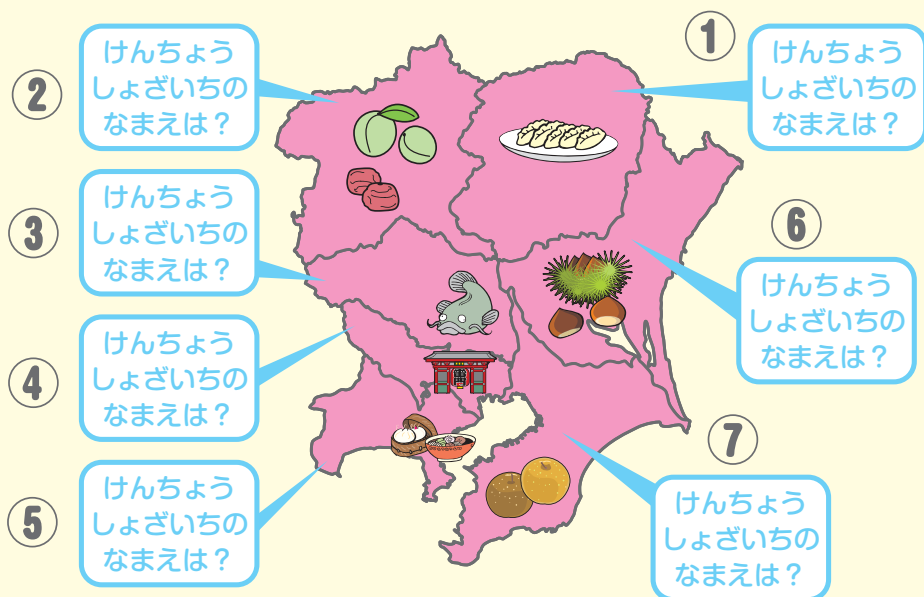 ①
けんちょう
しょざいちの
なまえは？
②
けんちょう
しょざいちの
なまえは？
③
けんちょう
しょざいちの
なまえは？
④
けんちょう
しょざいちの
なまえは？
⑤
けんちょう
しょざいちの
なまえは？
⑥
けんちょう
しょざいちの
なまえは？
⑦
けんちょう
しょざいちの
なまえは？